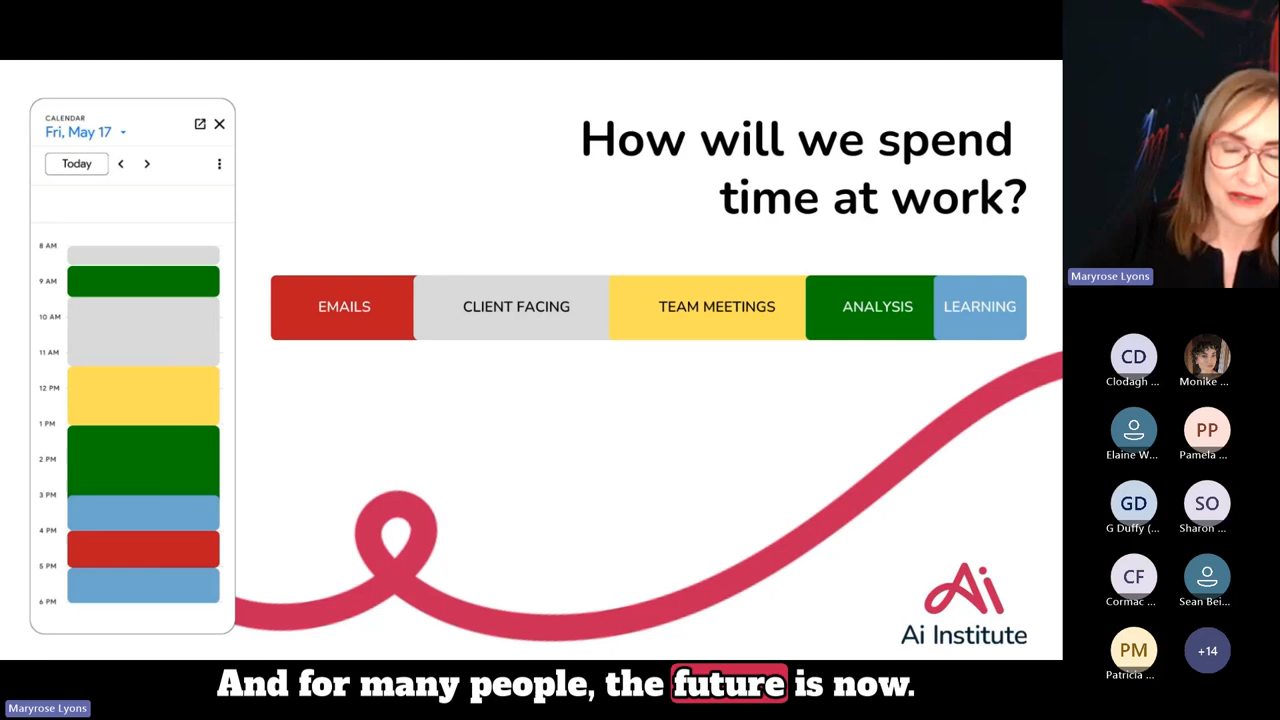 CALENDAR
Fri, May 17
Today
8 AM
9 AM
10 AM
11 AM
12 PM
1 PM
2 PM
3 PM
4 PM
5 PM
6 PM
How will we spend
time at work?
EMAILS
CLIENT FACING
TEAM MEETINGS
ANALYSIS
LEARNING
Ai
Ai Institute
And for many people, the future is now.
Maryrose Lyons
Maryrose Lyons
CD
Clodagh ...
Monike ...
Elaine W...
PP
Pamela ...
GD
G Duffy (...
SO
Sharon ...
CF
Cormac ...
Sean Bei...
PM
Patricia ...
+14